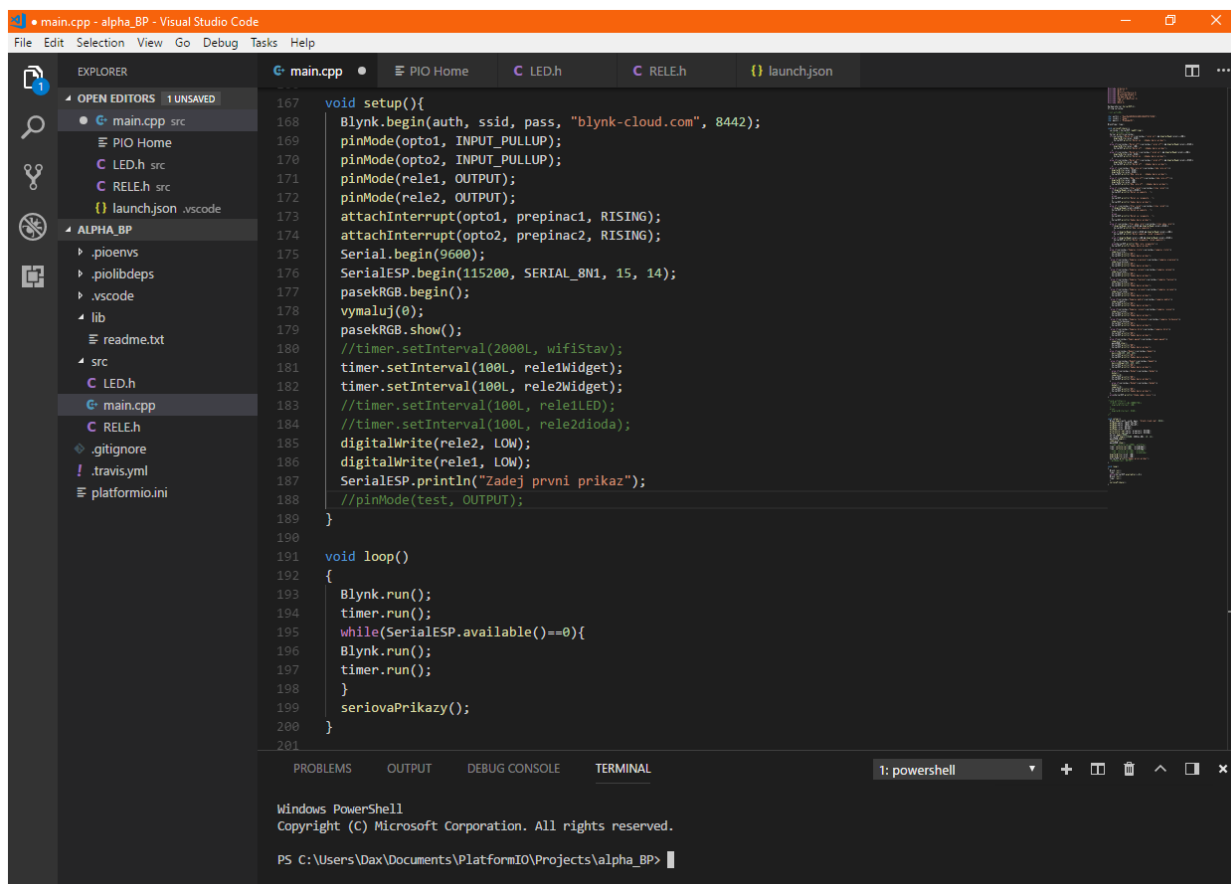 main.cpp - alpha_BP - Visual Studio Code
File Edit Selection View Go Debug Tasks Help
EXPLORER
OPEN EDITORS 1 UNSAVED
main.cpp src
PIO Home
LED.h src
RELE.h src
launch.json .vscode
ALPHA_BP
.pioenvs
.piolibdeps
.vscode
lib
readme.txt
src
LED.h
main.cpp
RELE.h
.gitignore
.travis.yml
platformio.ini
main.cpp PIO Home LED.h RELE.h {} launch.json
167 void setup(){
168 Blynk.begin(auth, ssid, pass, "blynk-cloud.com", 8442);
169 pinMode(opto1, INPUT_PULLUP);
170 pinMode(opto2, INPUT_PULLUP);
171 pinMode(rele1, OUTPUT);
172 pinMode(rele2, OUTPUT);
173 attachInterrupt(opto1, prepinac1, RISING);
174 attachInterrupt(opto2, prepinac2, RISING);
175 Serial.begin(9600);
176 SerialESP.begin(115200, SERIAL_8N1, 15, 14);
177 pasekRGB.begin();
178 vymaluj(0);
179 pasekRGB.show();
180 //timer.setInterval(2000L, wifiStav);
181 timer.setInterval(100L, rele1Widget);
182 timer.setInterval(100L, rele2Widget);
183 //timer.setInterval(100L, rele1LED);
184 //timer.setInterval(100L, rele2dioda);
185 digitalWrite(rele2, LOW);
186 digitalWrite(rele1, LOW);
187 SerialESP.println("Zadej prvni prikaz");
188 //pinMode(test, OUTPUT);
189 }
190
191 void loop()
192 {
193 Blynk.run();
194 timer.run();
195 while(SerialESP.available()==0){
196 Blynk.run();
197 timer.run();
198 }
199 seriovaPrikazy();
200 }
201
PROBLEMS OUTPUT DEBUG CONSOLE TERMINAL 1: powershell
Windows PowerShell
Copyright (C) Microsoft Corporation. All rights reserved.
PS C:\Users\Dax\Documents\PlatformIO\Projects\alpha_BP>